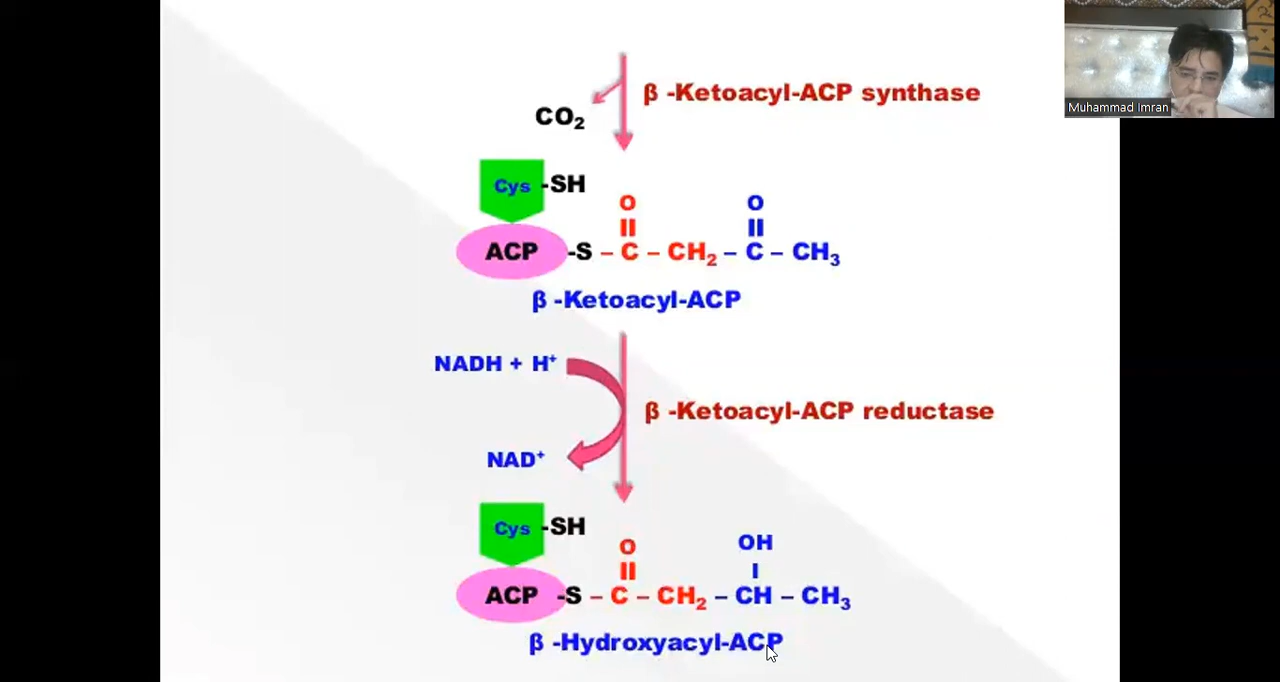 Muhammad Imran
β -Ketoacyl-ACP synthase
CO₂
Cys -SH
O O
|| ||
ACP -S – C – CH₂ – C – CH₃
β -Ketoacyl-ACP
NADH + H⁺
β -Ketoacyl-ACP reductase
NAD⁺
Cys -SH
O OH
|| |
ACP -S – C – CH₂ – CH – CH₃
β -Hydroxyacyl-ACP